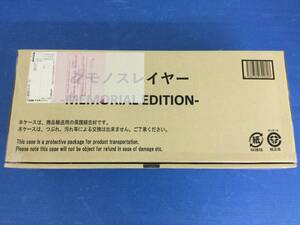 クモノスレイヤー
-MEMORIAL EDITION-
本ケースは、商品輸送用の保護梱包材です。
本ケースの、つぶれ、汚れ等による交換は出来ません。ご了承ください。
This case is a protective package for product transportation.
Please note this case will not be object for refund in case of damage etc.
紙